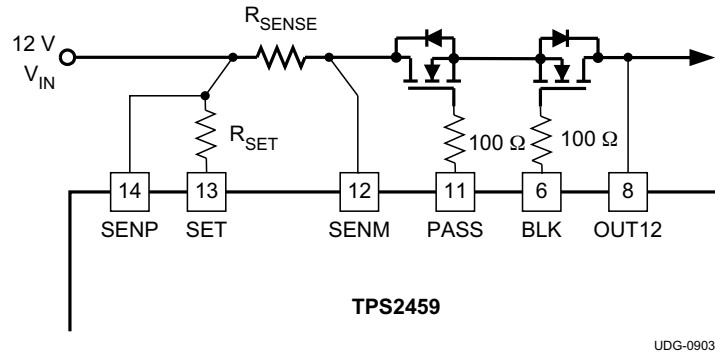 R_SENSE
12 V
V_IN
R_SET
100 Ω
100 Ω
14
13
12
11
6
8
SENP
SET
SENM
PASS
BLK
OUT12
TPS2459
UDG-0903